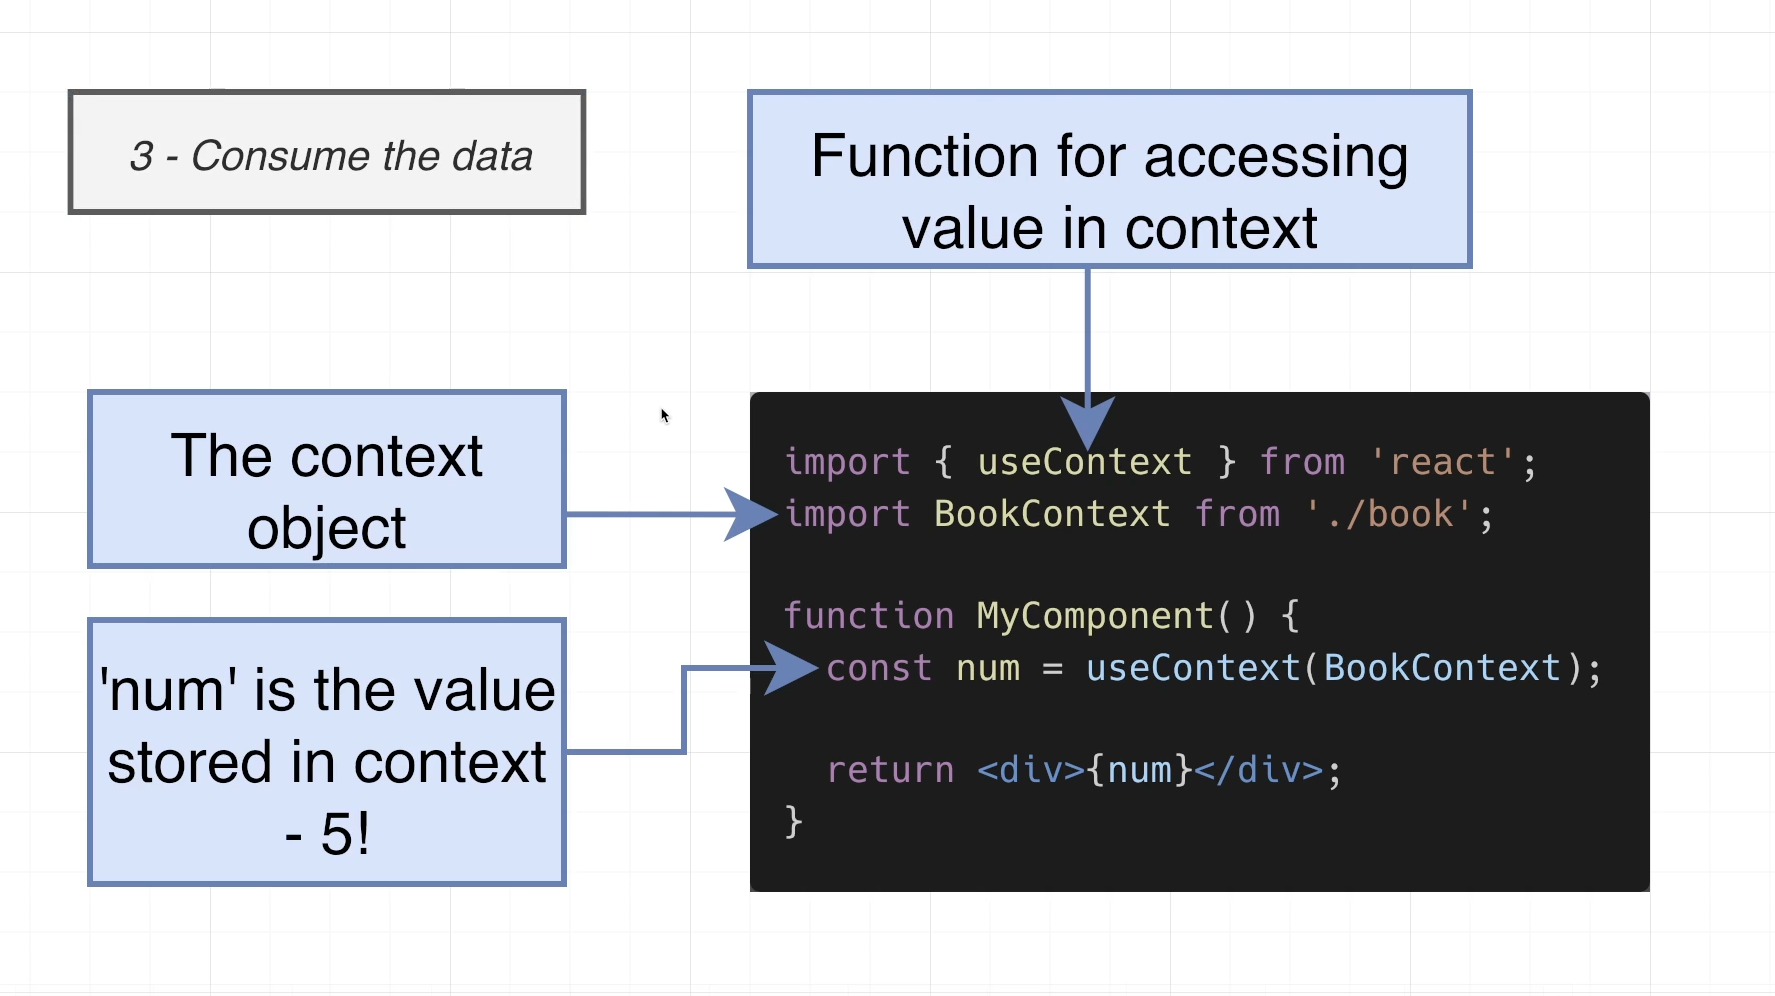 3 - Consume the data
Function for accessing
value in context
The context
object
'num' is the value
stored in context
- 5!
import { useContext } from 'react';
import BookContext from './book';
function MyComponent() {
  const num = useContext(BookContext);
  return <div>{num}</div>;
}